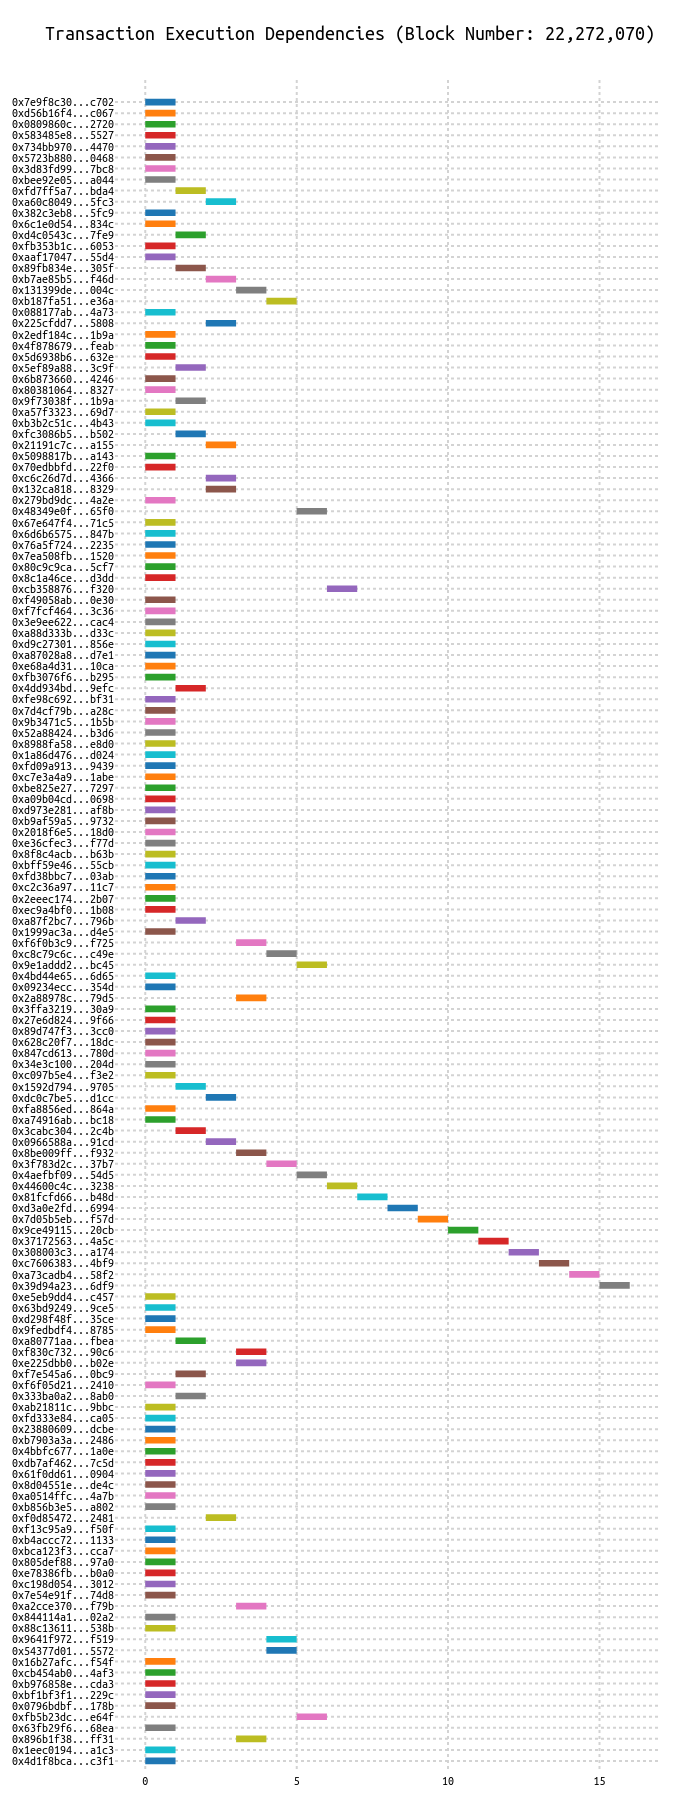 Transaction Execution Dependencies (Block Number: 22,272,070)
0x7e9f8c30...c702
0xd56b16f4...c067
0x0809860c...2720
0x583485e8...5527
0x734bb970...4470
0x5723b880...0468
0x3d83fd99...7bc8
0xbee92e05...a044
0xfd7ff5a7...bda4
0xa60c8049...5fc3
0x382c3eb8...5fc9
0x6c1e0d54...834c
0xd4c0543c...7fe9
0xfb353b1c...6053
0xaaf17047...55d4
0x89fb834e...305f
0xb7ae85b5...f46d
0x131399de...004c
0xb187fa51...e36a
0x088177ab...4a73
0x225cfdd7...5808
0x2edf184c...1b9a
0x4f878679...feab
0x5d6938b6...632e
0x5ef89a88...3c9f
0x6b873660...4246
0x80381064...8327
0x9f73038f...1b9a
0xa57f3323...69d7
0xb3b2c51c...4b43
0xfc3086b5...b502
0x21191c7c...a155
0x5098817b...a143
0x70edbbfd...22f0
0xc6c26d7d...4366
0x132ca818...8329
0x279bd9dc...4a2e
0x48349e0f...65f0
0x67e647f4...71c5
0x6d6b6575...847b
0x76a5f724...2235
0x7ea508fb...1520
0x80c9c9ca...5cf7
0x8c1a46ce...d3dd
0xcb358876...f320
0xf49058ab...0e30
0xf7fcf464...3c36
0x3e9ee622...cac4
0xa88d333b...d33c
0xd9c27301...856e
0xa87028a8...d7e1
0xe68a4d31...10ca
0xfb3076f6...b295
0x4dd934bd...9efc
0xfe98c692...bf31
0x7d4cf79b...a28c
0x9b3471c5...1b5b
0x52a88424...b3d6
0x8988fa58...e8d0
0x1a86d476...d024
0xfd09a913...9439
0xc7e3a4a9...1abe
0xbe825e27...7297
0xa09b04cd...0698
0xd973e281...af8b
0xb9af59a5...9732
0x2018f6e5...18d0
0xe36cfec3...f77d
0x8f8c4acb...b63b
0xbff59e46...55cb
0xfd38bbc7...03ab
0xc2c36a97...11c7
0x2eeec174...2b07
0xec9a4bf0...1b08
0xa87f2bc7...796b
0x1999ac3a...d4e5
0xf6f0b3c9...f725
0xc8c79c6c...c49e
0x9e1addd2...bc45
0x4bd44e65...6d65
0x09234ecc...354d
0x2a88978c...79d5
0x3ffa3219...30a9
0x27e6d824...9f66
0x89d747f3...3cc0
0x628c20f7...18dc
0x847cd613...780d
0x34e3c100...204d
0xc097b5e4...f3e2
0x1592d794...9705
0xdc0c7be5...d1cc
0xfa8856ed...864a
0xa74916ab...bc18
0x3cabc304...2c4b
0x0966588a...91cd
0x8be009ff...f932
0x3f783d2c...37b7
0x4aefbf09...54d5
0x44600c4c...3238
0x81fcfd66...b48d
0xd3a0e2fd...6994
0x7d05b5eb...f57d
0x9ce49115...20cb
0x37172563...4a5c
0x308003c3...a174
0xc7606383...4bf9
0xa73cadb4...58f2
0x39d94a23...6df9
0xe5eb9dd4...c457
0x63bd9249...9ce5
0xd298f48f...35ce
0x9fedbdf4...8785
0xa80771aa...fbea
0xf830c732...90c6
0xe225dbb0...b02e
0xf7e545a6...0bc9
0xf6f05d21...2410
0x333ba0a2...8ab0
0xab21811c...9bbc
0xfd333e84...ca05
0x23880609...dcbe
0xb7903a3a...2486
0x4bbfc677...1a0e
0xdb7af462...7c5d
0x61f0dd61...0904
0x8d04551e...de4c
0xa0514ffc...4a7b
0xb856b3e5...a802
0xf0d85472...2481
0xf13c95a9...f50f
0xb4accc72...1133
0xbca123f3...cca7
0x805def88...97a0
0xe78386fb...b0a0
0xc198d054...3012
0x7e54e91f...74d8
0xa2cce370...f79b
0x844114a1...02a2
0x88c13611...538b
0x9641f972...f519
0x54377d01...5572
0x16b27afc...f54f
0xcb454ab0...4af3
0xb976858e...cda3
0xbf1bf3f1...229c
0x0796bdbf...178b
0xfb5b23dc...e64f
0x63fb29f6...68ea
0x896b1f38...ff31
0x1eec0194...a1c3
0x4d1f8bca...c3f1
0 5 10 15